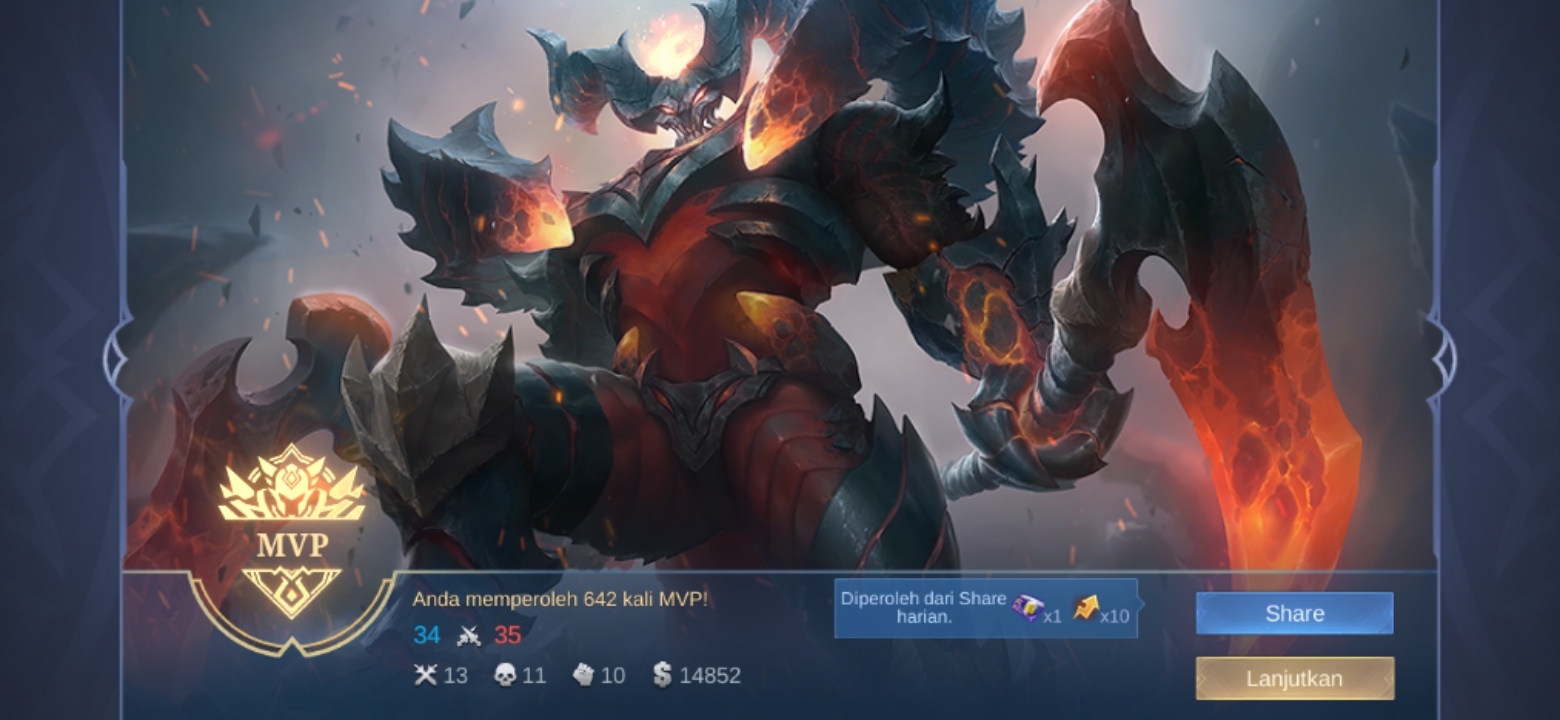 MVP
Anda memperoleh 642 kali MVP!
34 35
13 11 10 $ 14852
Diperoleh dari Share
harian.
x1 x10
Share
Lanjutkan